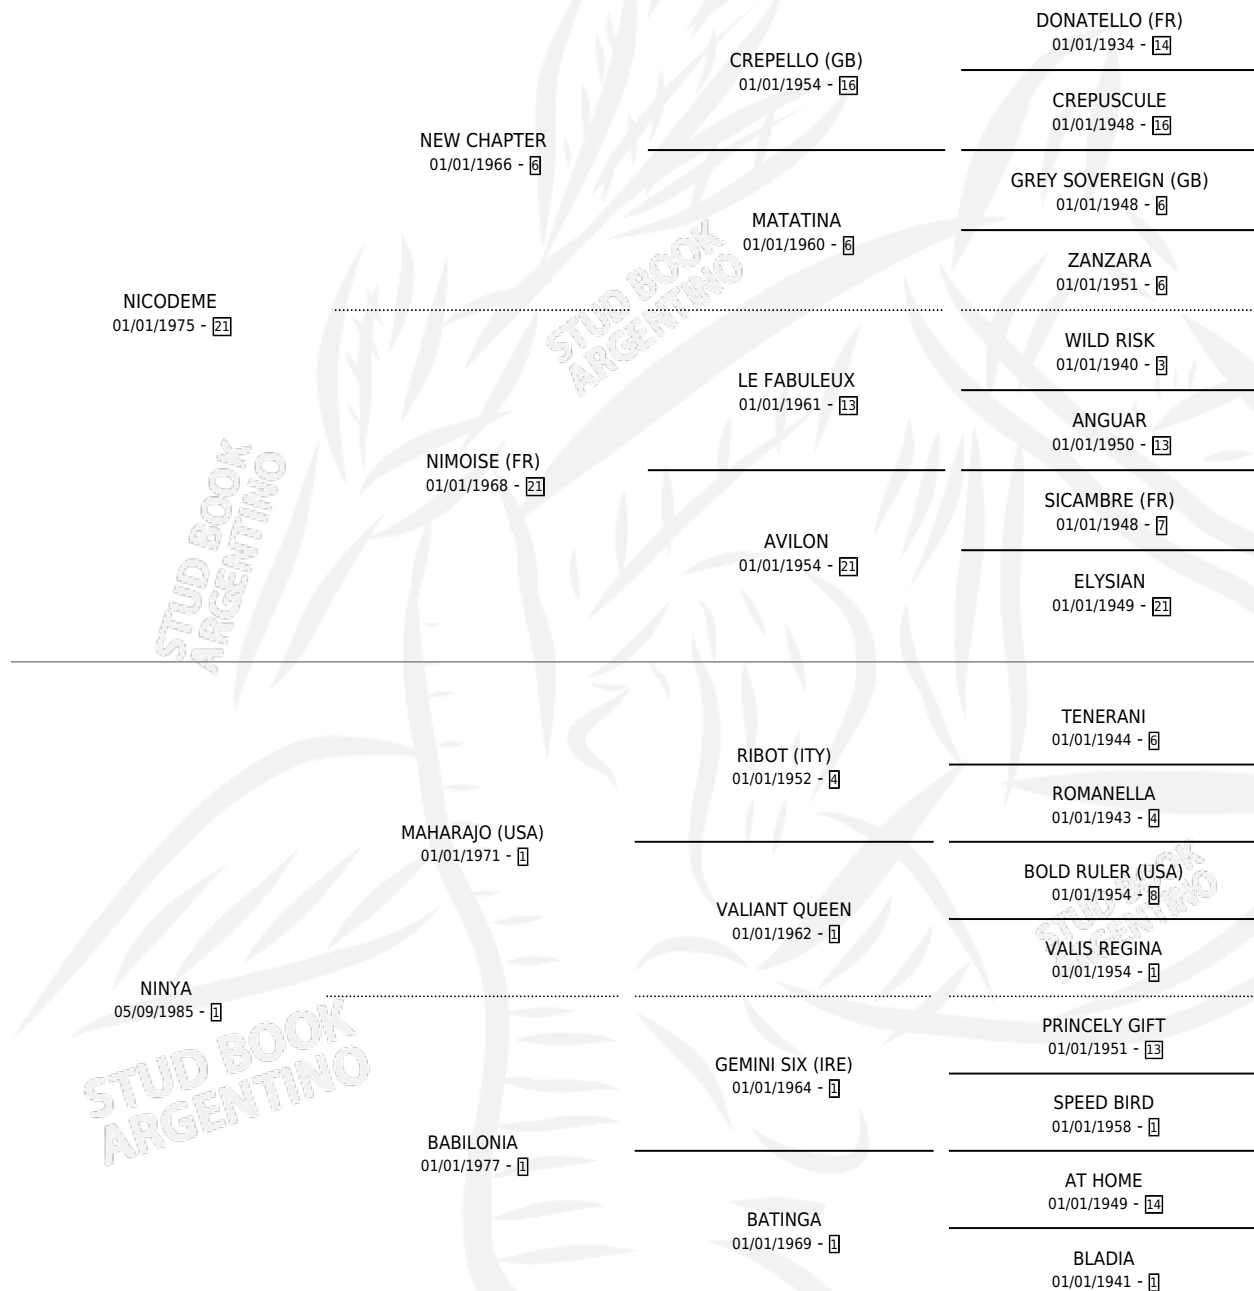 DONATELLO (FR)
01/01/1934 - 14
CREPELLO (GB)
01/01/1954 - 16
CREPUSCULE
01/01/1948 - 16
NEW CHAPTER
01/01/1966 - 6
GREY SOVEREIGN (GB)
01/01/1948 - 6
MATATINA
01/01/1960 - 6
ZANZARA
01/01/1951 - 6
NICODEME
01/01/1975 - 21
WILD RISK
01/01/1940 - 3
LE FABULEUX
01/01/1961 - 13
ANGUAR
01/01/1950 - 13
NIMOISE (FR)
01/01/1968 - 21
SICAMBRE (FR)
01/01/1948 - 7
AVILON
01/01/1954 - 21
ELYSIAN
01/01/1949 - 21
TENERANI
01/01/1944 - 6
RIBOT (ITY)
01/01/1952 - 4
ROMANELLA
01/01/1943 - 4
MAHARAJO (USA)
01/01/1971 - 1
BOLD RULER (USA)
01/01/1954 - 8
VALIANT QUEEN
01/01/1962 - 1
VALIS REGINA
01/01/1954 - 1
NINYA
05/09/1985 - 1
PRINCELY GIFT
01/01/1951 - 13
GEMINI SIX (IRE)
01/01/1964 - 1
SPEED BIRD
01/01/1958 - 1
BABILONIA
01/01/1977 - 1
AT HOME
01/01/1949 - 14
BATINGA
01/01/1969 - 1
BLADIA
01/01/1941 - 1
STUD BOOK
ARGENTINO
STUD BOOK
ARGENTINO
STUD BOOK
ARGENTINO
STUD BOOK
ARGENTINO